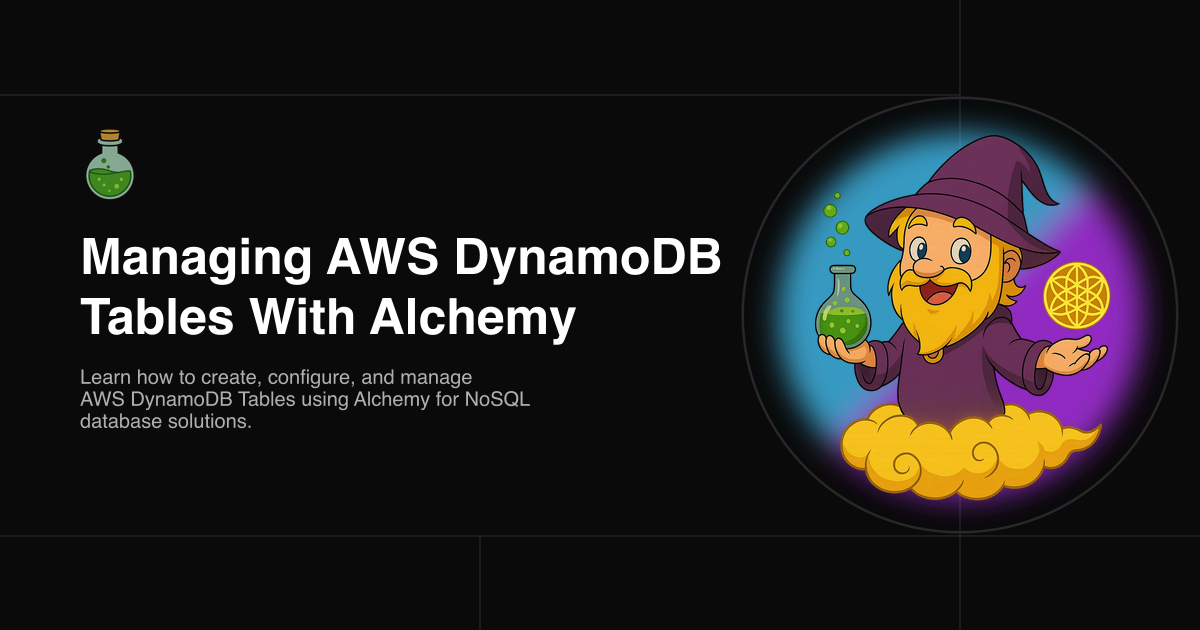 Managing AWS DynamoDB
Tables With Alchemy
Learn how to create, configure, and manage
AWS DynamoDB Tables using Alchemy for NoSQL
database solutions.